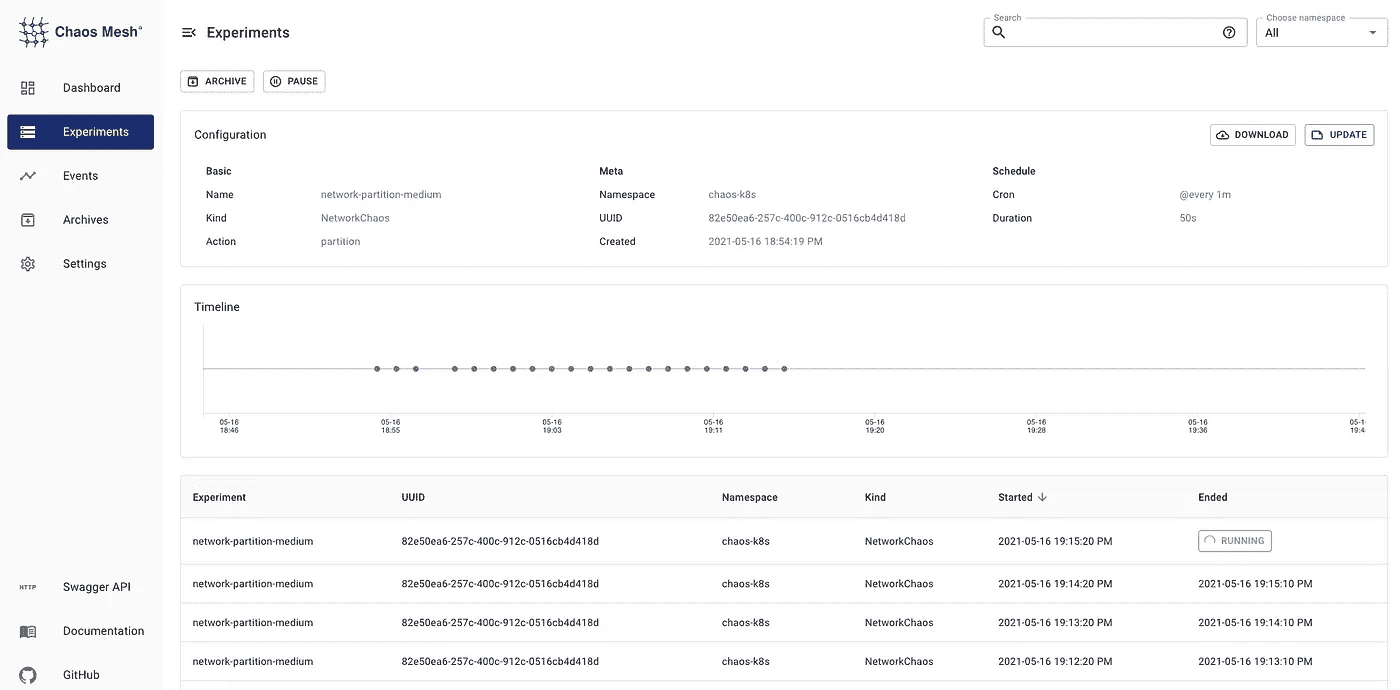 Chaos Mesh®
Dashboard
Experiments
Events
Archives
Settings
HTTP Swagger API
Documentation
GitHub
Experiments
Search
Choose namespace
All
ARCHIVE PAUSE
Configuration
DOWNLOAD UPDATE
Basic
Name network-partition-medium
Kind NetworkChaos
Action partition
Meta
Namespace chaos-k8s
UUID 82e50ea6-257c-400c-912c-0516cb4d418d
Created 2021-05-16 18:54:19 PM
Schedule
Cron @every 1m
Duration 50s
Timeline
05-16 05-16 05-16 05-16 05-16 05-16 05-16
18:46 18:55 19:03 19:11 19:20 19:28 19:36
Experiment UUID Namespace Kind Started Ended
network-partition-medium 82e50ea6-257c-400c-912c-0516cb4d418d chaos-k8s NetworkChaos 2021-05-16 19:15:20 PM RUNNING
network-partition-medium 82e50ea6-257c-400c-912c-0516cb4d418d chaos-k8s NetworkChaos 2021-05-16 19:14:20 PM 2021-05-16 19:15:10 PM
network-partition-medium 82e50ea6-257c-400c-912c-0516cb4d418d chaos-k8s NetworkChaos 2021-05-16 19:13:20 PM 2021-05-16 19:14:10 PM
network-partition-medium 82e50ea6-257c-400c-912c-0516cb4d418d chaos-k8s NetworkChaos 2021-05-16 19:12:20 PM 2021-05-16 19:13:10 PM